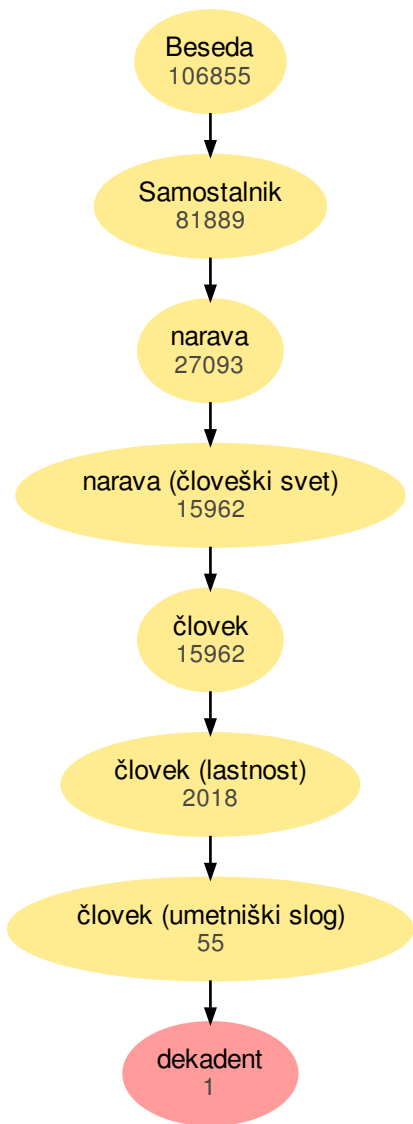 Beseda
106855
Samostalnik
81889
narava
27093
narava (človeški svet)
15962
človek
15962
človek (lastnost)
2018
človek (umetniški slog)
55
dekadent
1